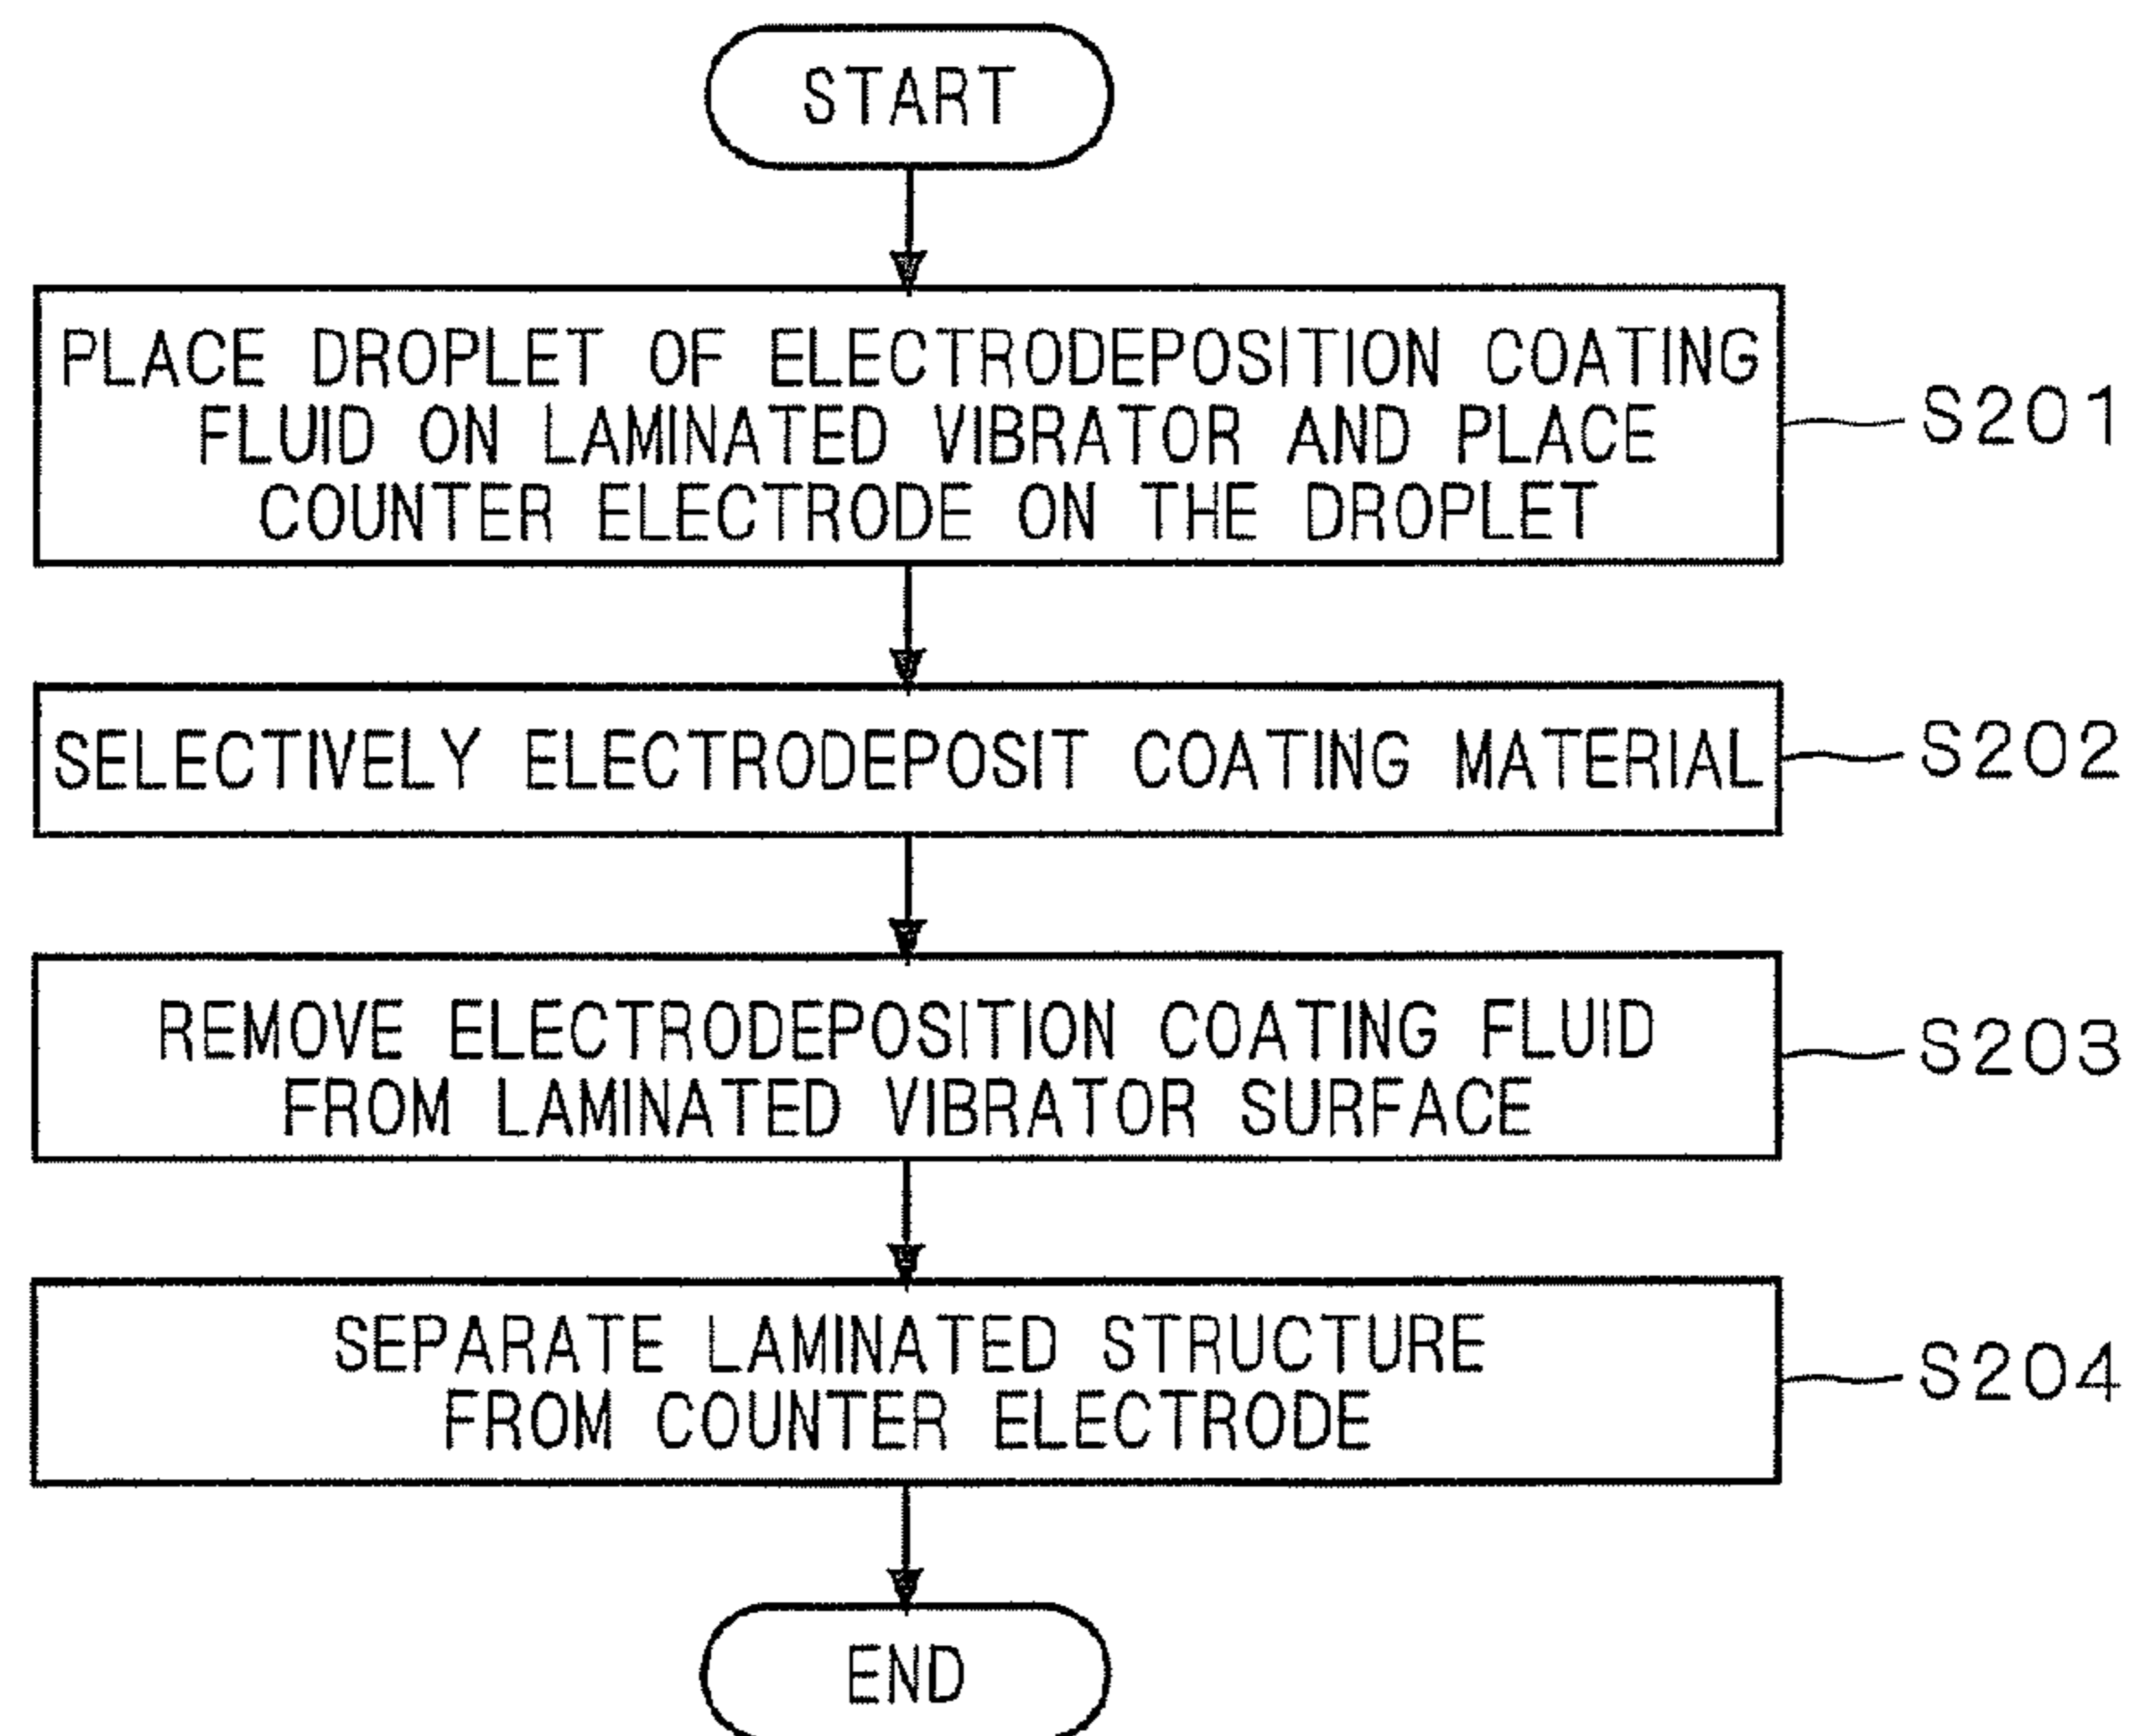 START
PLACE DROPLET OF ELECTRODEPOSITION COATING
FLUID ON LAMINATED VIBRATOR AND PLACE
COUNTER ELECTRODE ON THE DROPLET
S201
SELECTIVELY ELECTRODEPOSIT COATING MATERIAL
S202
REMOVE ELECTRODEPOSITION COATING FLUID
FROM LAMINATED VIBRATOR SURFACE
S203
SEPARATE LAMINATED STRUCTURE
FROM COUNTER ELECTRODE
S204
END